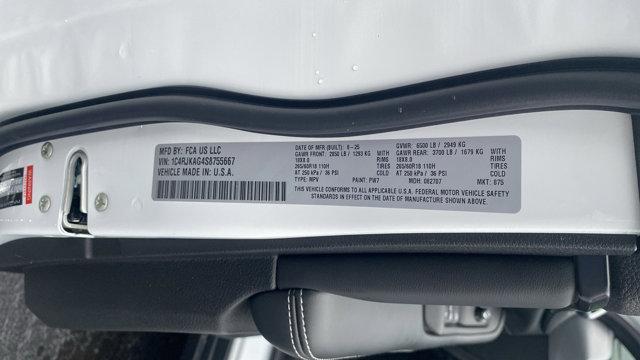 MFD BY: FCA US LLC
VIN: 1C4RJKAG4S8755667
VEHICLE MADE IN U.S.A.
DATE OF MFR (BUILT): 8-25 GVWR: 6500 LB / 2949 KG
GAWR FRONT: 2850 LB / 1293 KG WITH GAWR REAR: 3700 LB / 1679 KG WITH
18X8.0 RIMS 18X8.0 RIMS
265/60R18 110H TIRES 265/60R18 110H TIRES
AT 250 kPa / 36 PSI COLD AT 250 kPa / 36 PSI COLD
TYPE: MPV PAINT: PW7 MDH: 082707 MKT: 875
THIS VEHICLE CONFORMS TO ALL APPLICABLE U.S.A. FEDERAL MOTOR VEHICLE SAFETY
STANDARDS IN EFFECT ON THE DATE OF MANUFACTURE SHOWN ABOVE.